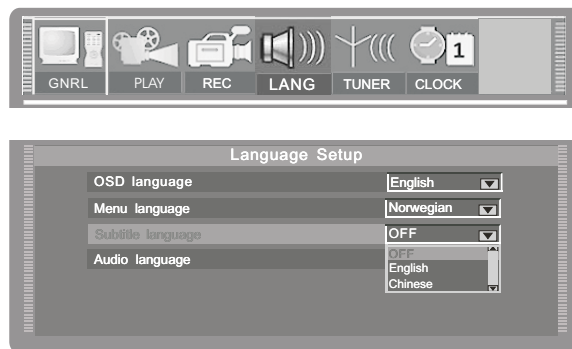 1
GNRL PLAY REC LANG TUNER CLOCK
Language Setup
OSD language English
Menu language Norwegian
Subtitle language OFF
OFF
Audio language
English
Chinese